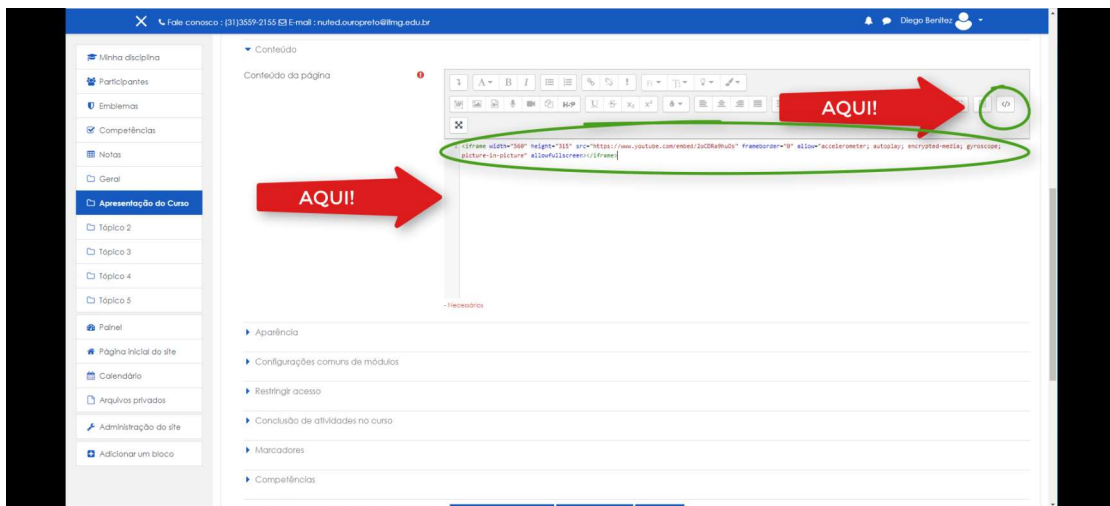 Fale conosco : (31)3559-2155 E-mail : nuted.ouropreto@ifmg.edu.br
Diego Benitez
Minha disciplina
Participantes
Emblemas
Competências
Notas
Geral
Apresentação do Curso
Tópico 2
Tópico 3
Tópico 4
Tópico 5
Painel
Página inicial do site
Calendário
Arquivos privados
Administração do site
Adicionar um bloco
Conteúdo
Conteúdo da página
AQUI!
AQUI!
<iframe width="560" height="315" src="https://www.youtube.com/embed/ frameborder="0" allow="accelerometer; autoplay; encrypted-media; gyroscope;
picture-in-picture" allowfullscreen></iframe>
- Necessários
Aparência
Configurações comuns de módulos
Restringir acesso
Conclusão de atividades no curso
Marcadores
Competências